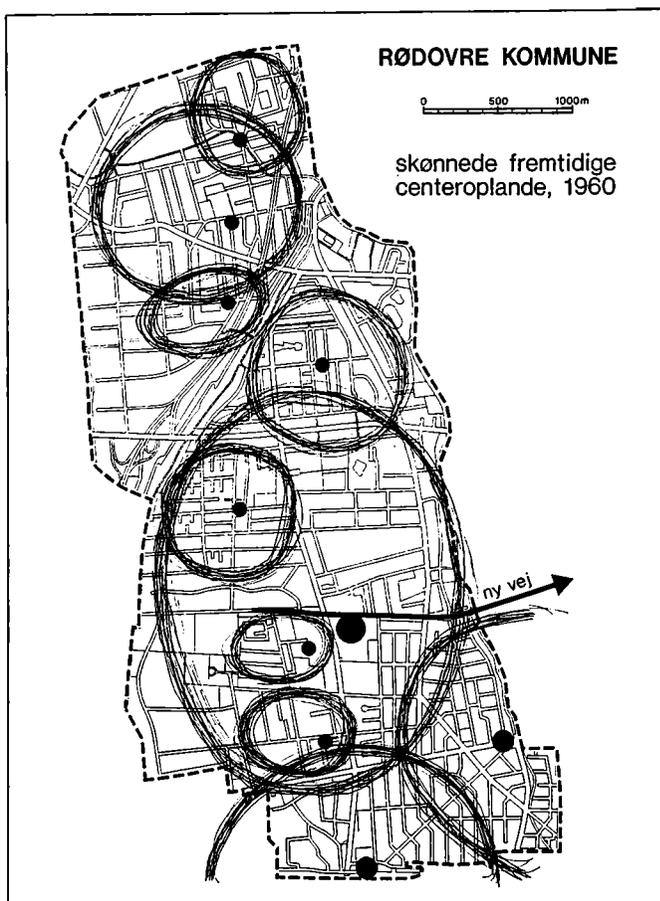 RØDOVRE KOMMUNE
0 500 1000m
skønnede fremtidige
centeroplande, 1960
ny vej